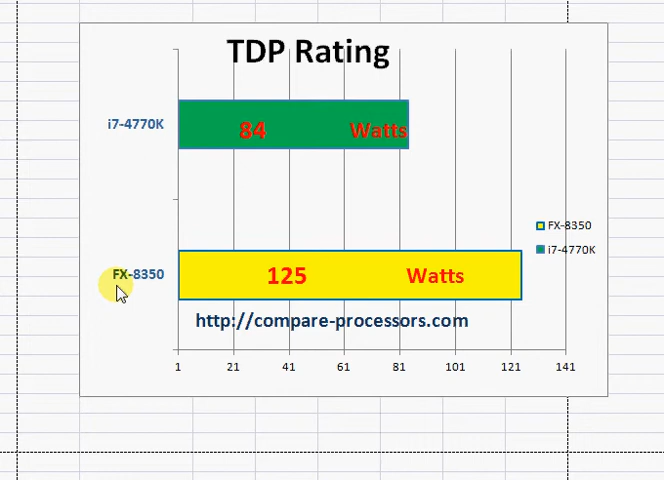 TDP Rating
i7-4770K
84 Watts
FX-8350
i7-4770K
FX-8350
125 Watts
http://compare-processors.com
1 21 41 61 81 101 121 141